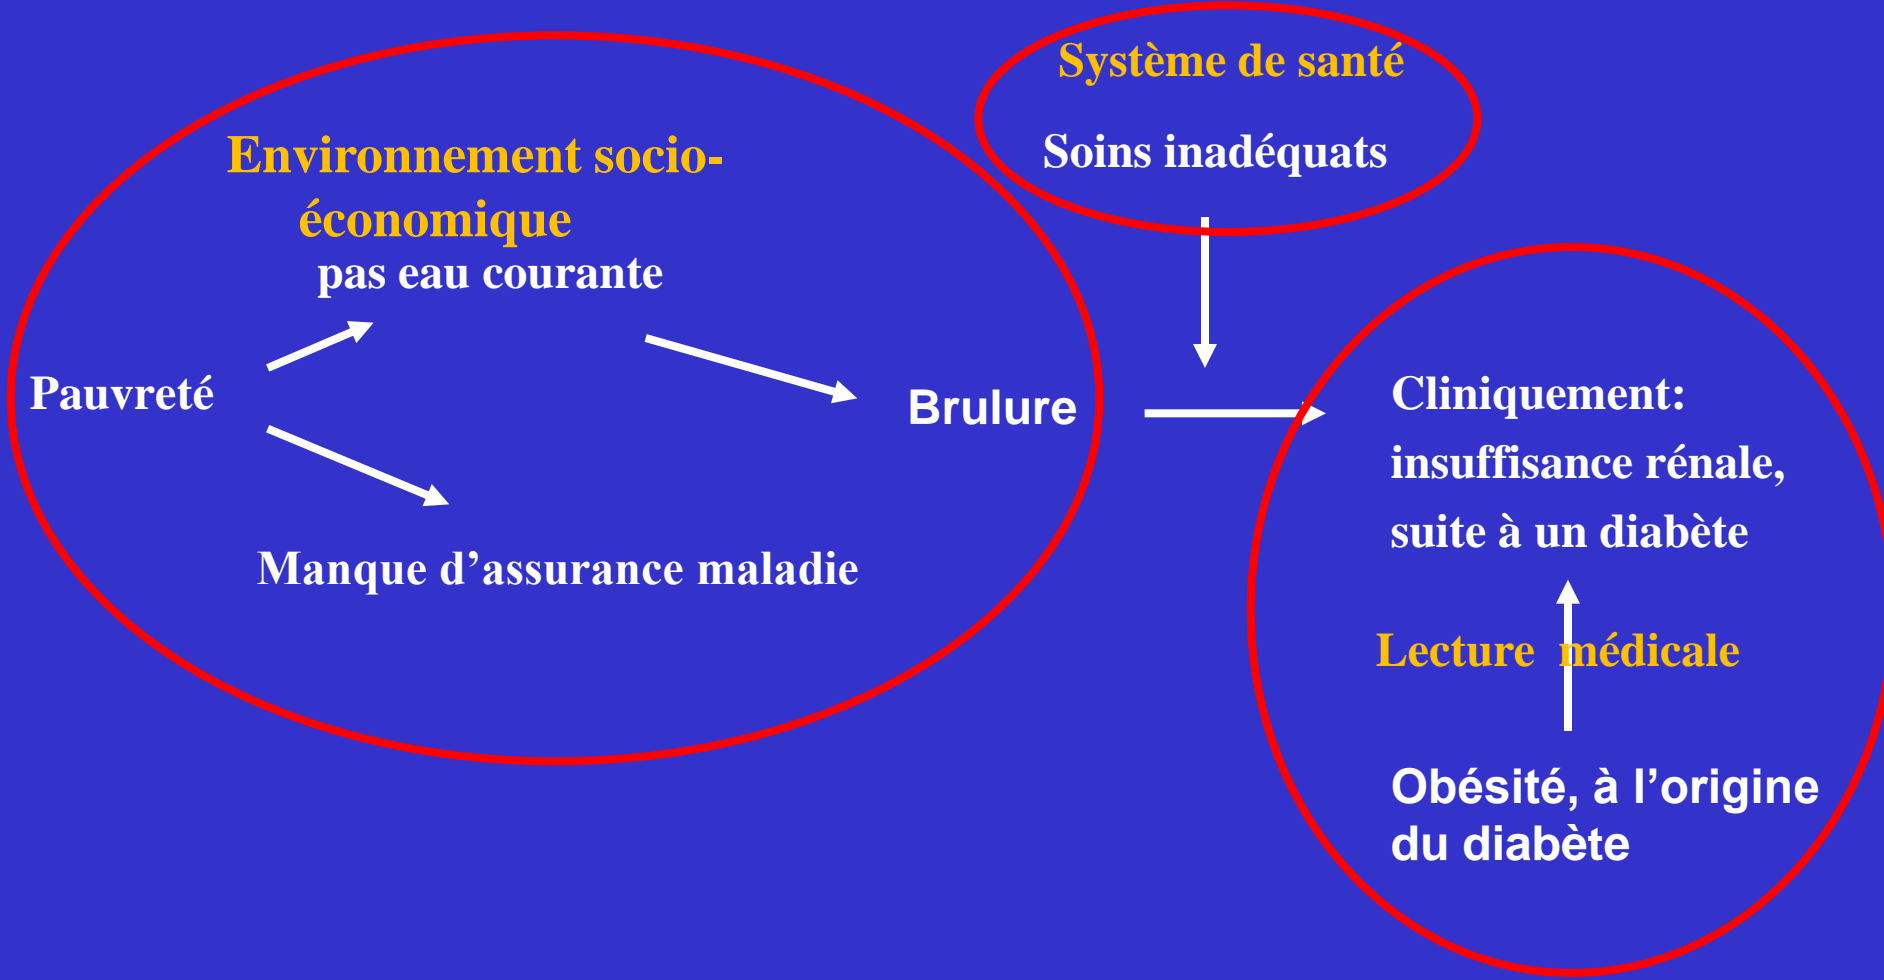 Système de santé
Soins inadéquats
Environnement socio-
économique
pas eau courante
Pauvreté
Brulure
Manque d’assurance maladie
Cliniquement:
insuffisance rénale,
suite à un diabète
Lecture médicale
Obésité, à l’origine
du diabète